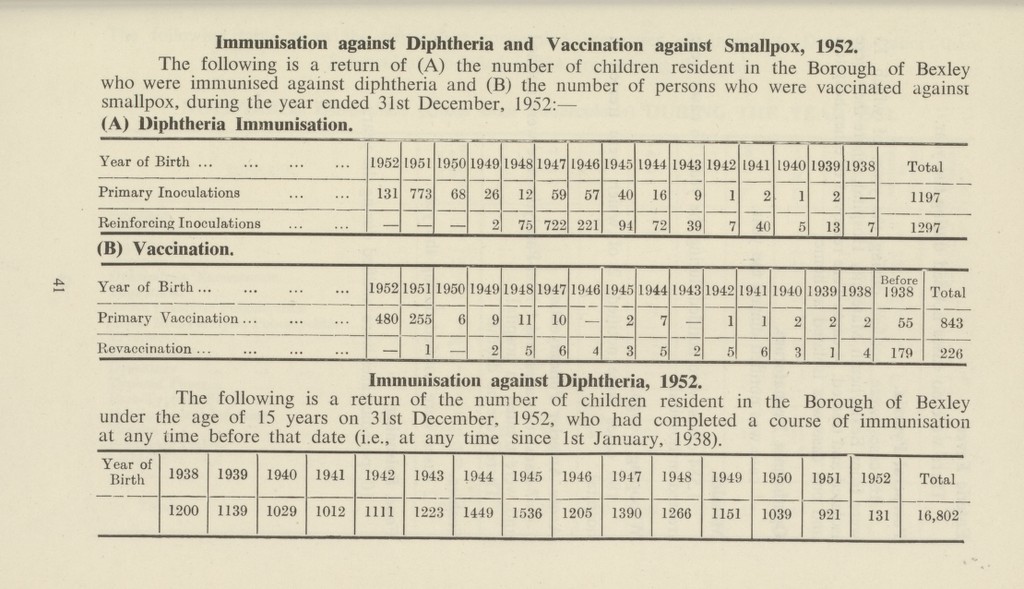 Immunisation against Diphtheria and Vaccination against Smallpox, 1952.
The following is a return of (A) the number of children resident in the Borough of Bexley
who were immunised against diphtheria and (B) the number of persons who were vaccinated against
smallpox, during the year ended 31st December, 1952:—
(A) Diphtheria Immunisation.
Year of Birth ... ... ... ... 1952 1951 1950 1949 1948 1947 1946 1945 1944 1943 1942 1941 1940 1939 1938 Total
Primary Inoculations ... ... 131 773 68 26 12 59 57 40 16 9 1 2 1 2 — 1197
Reinforcing Inoculations ... ... — — — 2 75 722 221 94 72 39 7 40 5 13 7 1297
(B) Vaccination.
Year of Birth ... ... ... ... 1952 1951 1950 1949 1948 1947 1946 1945 1944 1943 1942 1941 1940 1939 1938 Before 1938 Total
Primary Vaccination ... ... ... 480 255 6 9 11 10 — 2 7 — 1 1 2 2 2 55 843
Revaccination ... ... ... ... — 1 — 2 5 6 4 3 5 2 5 6 3 1 4 179 226
41
Immunisation against Diphtheria, 1952.
The following is a return of the number of children resident in the Borough of Bexley
under the age of 15 years on 31st December, 1952, who had completed a course of immunisation
at any time before that date (i.e., at any time since 1st January, 1938).
Year of Birth 1938 1939 1940 1941 1942 1943 1944 1945 1946 1947 1948 1949 1950 1951 1952 Total
1200 1139 1029 1012 1111 1223 1449 1536 1205 1390 1266 1151 1039 921 131 16,802